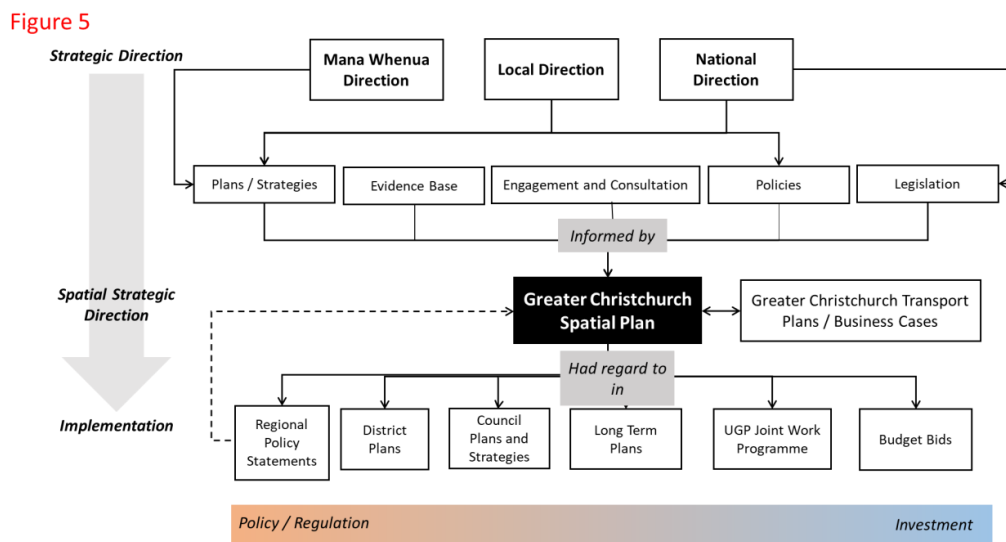 Figure 5
Strategic Direction
Mana Whenua
Direction
Local Direction
National
Direction
Plans / Strategies
Evidence Base
Engagement and Consultation
Policies
Legislation
Informed by
Spatial Strategic
Direction
Greater Christchurch
Spatial Plan
Greater Christchurch Transport
Plans / Business Cases
Had regard to
in
Implementation
Regional
Policy
Statements
District
Plans
Council
Plans and
Strategies
Long Term
Plans
UGP Joint Work
Programme
Budget Bids
Policy / Regulation
Investment